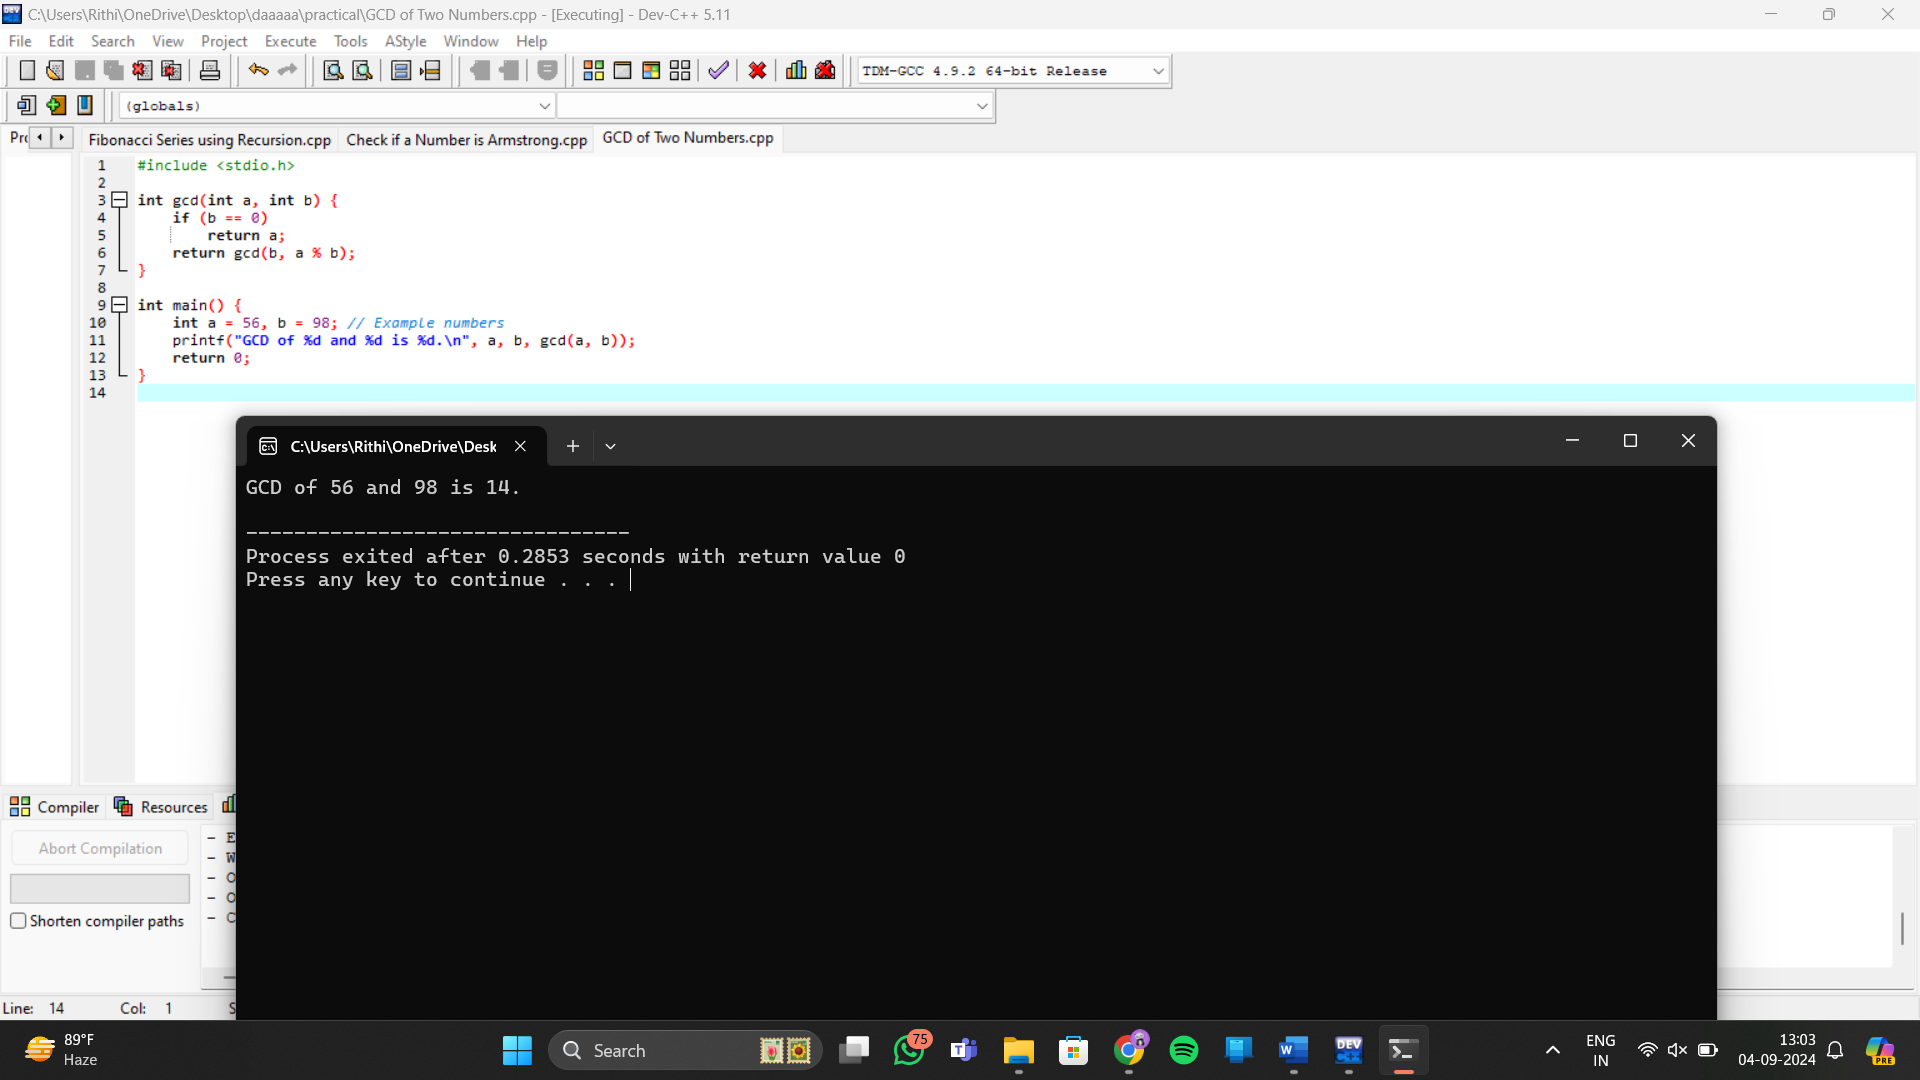 C:\Users\Rithi\OneDrive\Desktop\daaaaa\practical\GCD of Two Numbers.cpp - [Executing] - Dev-C++ 5.11
File Edit Search View Project Execute Tools AStyle Window Help
TDM-GCC 4.9.2 64-bit Release
(globals)
Fibonacci Series using Recursion.cpp Check if a Number is Armstrong.cpp GCD of Two Numbers.cpp
1 #include <stdio.h>
2
3 int gcd(int a, int b) {
4 if (b == 0)
5 return a;
6 return gcd(b, a % b);
7 }
8
9 int main() {
10 int a = 56, b = 98; // Example numbers
11 printf("GCD of %d and %d is %d.\n", a, b, gcd(a, b));
12 return 0;
13 }
14
C:\Users\Rithi\OneDrive\Desk
GCD of 56 and 98 is 14.
--------------------------------
Process exited after 0.2853 seconds with return value 0
Press any key to continue . . .
Compiler Resources
Abort Compilation
Shorten compiler paths
Line: 14 Col: 1
89°F
Haze
Search
75
DEV
C++
ENG
IN
13:03
04-09-2024
PRE